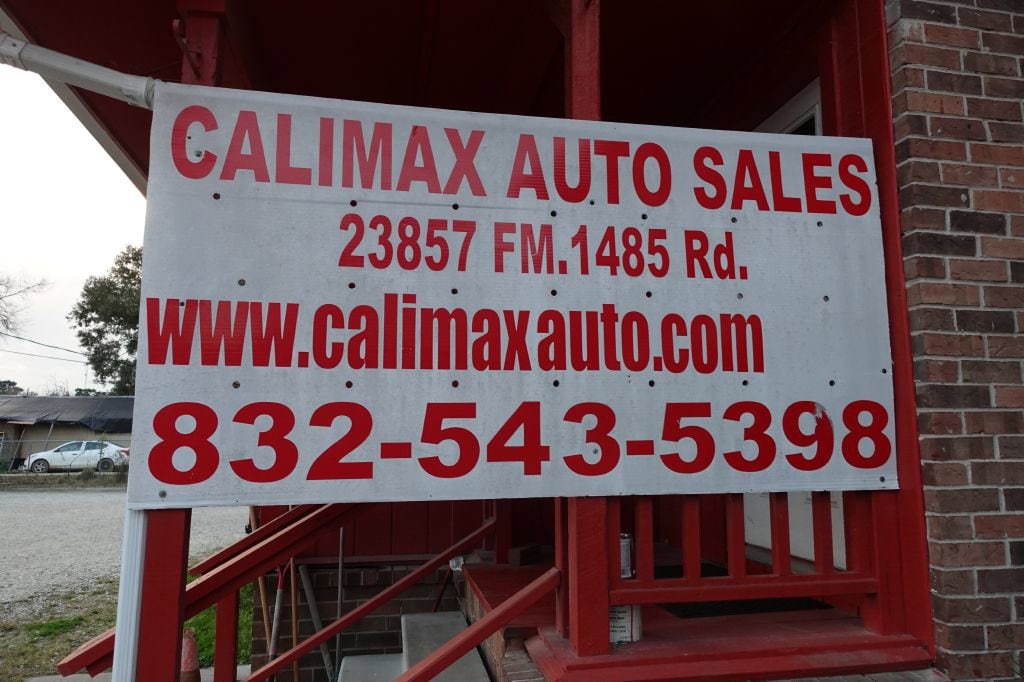 CALIMAX AUTO SALES
23857 FM.1485 Rd.
www.calimaxauto.com
832-543-5398